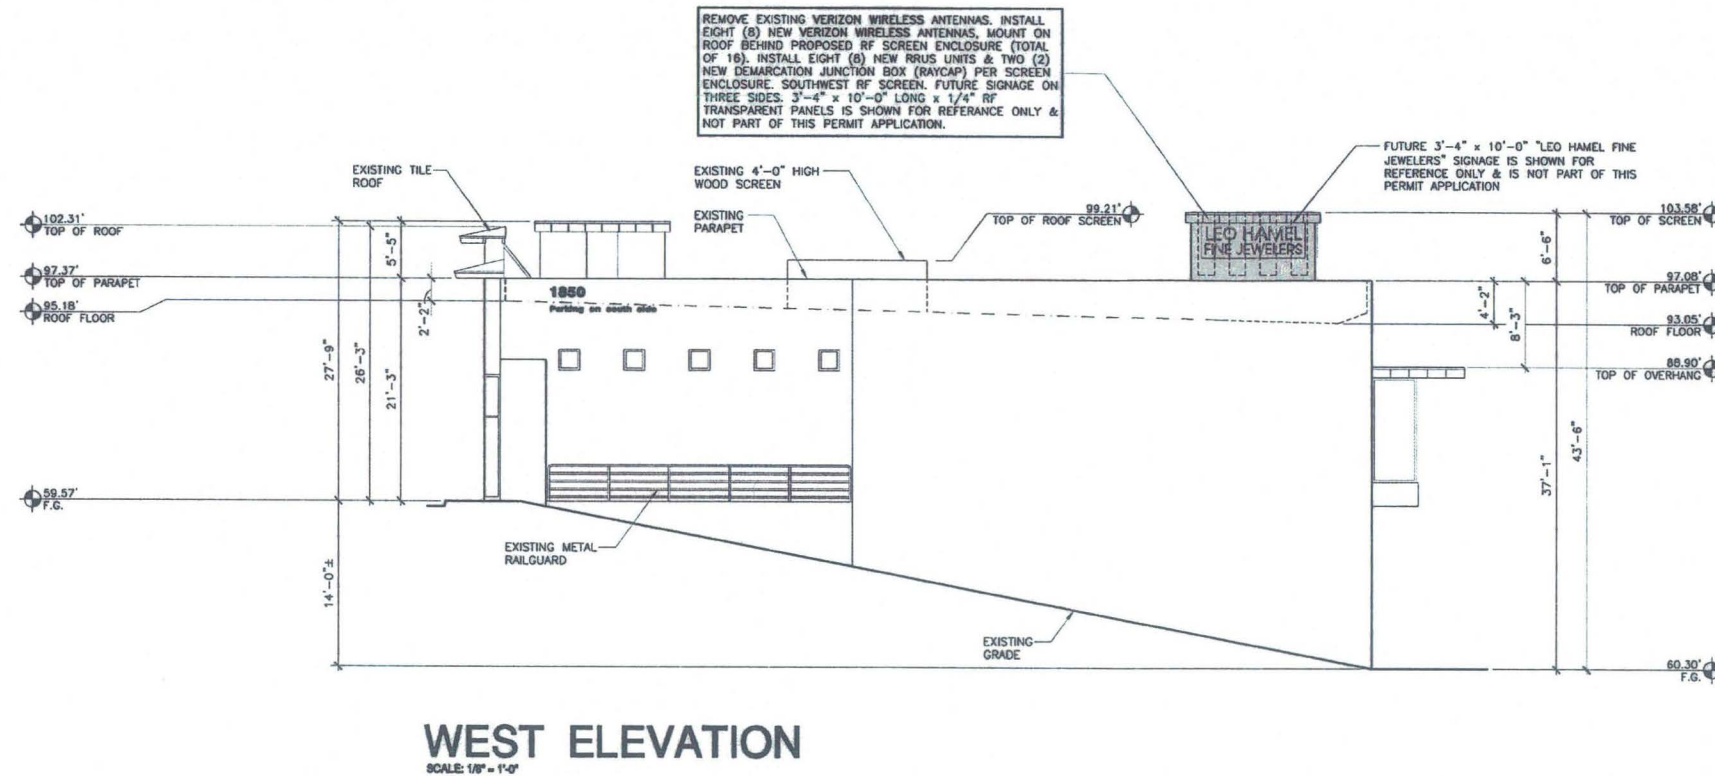 REMOVE EXISTING VERIZON WIRELESS ANTENNAS. INSTALL
EIGHT (8) NEW VERIZON WIRELESS ANTENNAS, MOUNT ON
ROOF BEHIND PROPOSED RF SCREEN ENCLOSURE (TOTAL
OF 16). INSTALL EIGHT (8) NEW RRUS UNITS & TWO (2)
NEW DEMARCATION JUNCTION BOX (RAYCAP) PER SCREEN
ENCLOSURE. SOUTHWEST RF SCREEN. FUTURE SIGNAGE ON
THREE SIDES. 3'-4" x 10'-0" LONG x 1/4" RF
TRANSPARENT PANELS IS SHOWN FOR REFERANCE ONLY &
NOT PART OF THIS PERMIT APPLICATION.
FUTURE 3'-4" x 10'-0" "LEO HAMEL FINE
JEWELERS" SIGNAGE IS SHOWN FOR
REFERENCE ONLY & IS NOT PART OF THIS
PERMIT APPLICATION
EXISTING TILE
ROOF
EXISTING 4'-0" HIGH
WOOD SCREEN
EXISTING
PARAPET
99.21'
TOP OF ROOF SCREEN
102.31'
TOP OF ROOF
97.37'
TOP OF PARAPET
95.18'
ROOF FLOOR
59.57'
F.G.
103.58'
TOP OF SCREEN
97.08'
TOP OF PARAPET
93.05'
ROOF FLOOR
88.90'
TOP OF OVERHANG
60.30'
F.G.
LEO HAMEL
FINE JEWELERS
1850
Parking on south side
5'-5"
2'-2"
27'-9"
26'-3"
21'-3"
14'-0"±
6'-6"
4'-2"
8'-3"
43'-6"
37'-1"
EXISTING METAL
RAILGUARD
EXISTING
GRADE
WEST ELEVATION
SCALE: 1/8" = 1'-0"